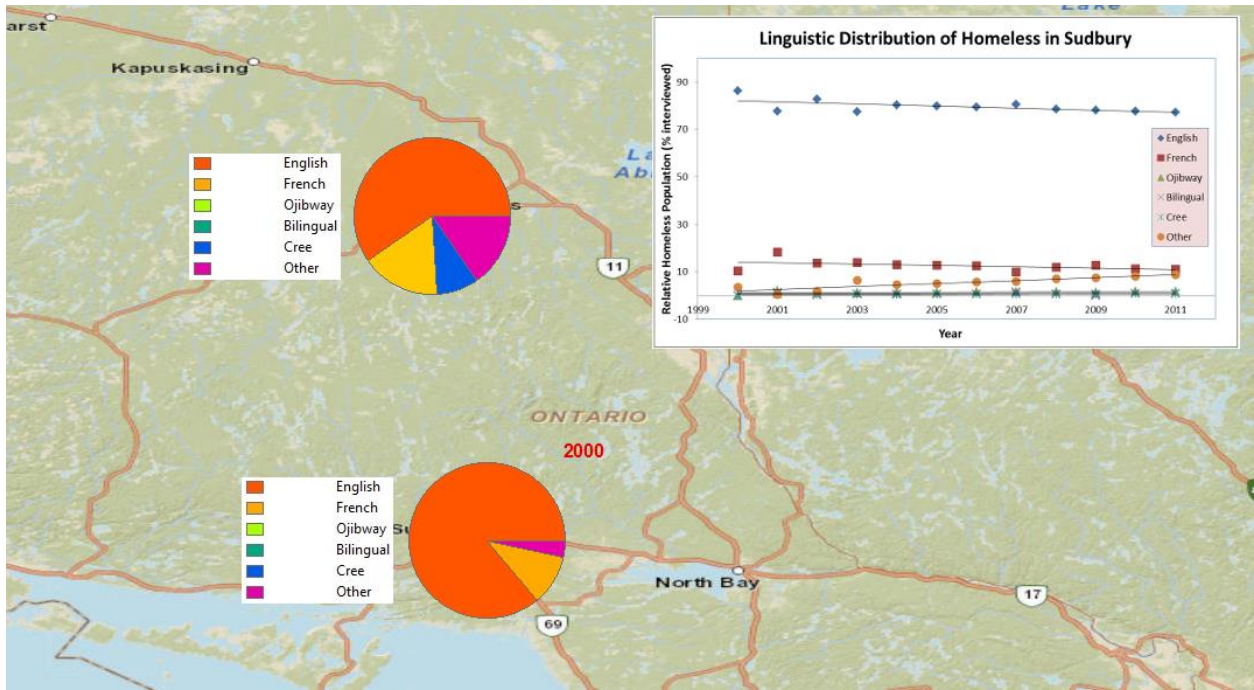 arst
Kapuskasing
Lake
English
French
Ojibway
Bilingual
Cree
Other
s
11
Linguistic Distribution of Homeless in Sudbury
Relative Homeless Population (% interviewed)
90
70
50
30
10
-10
1999
2001
2003
2005
2007
2009
2011
Year
English
French
Ojibway
Bilingual
Cree
Other
ONTARIO
2000
English
French
Ojibway
Bilingual
Cree
Other
Su
North Bay
69
17